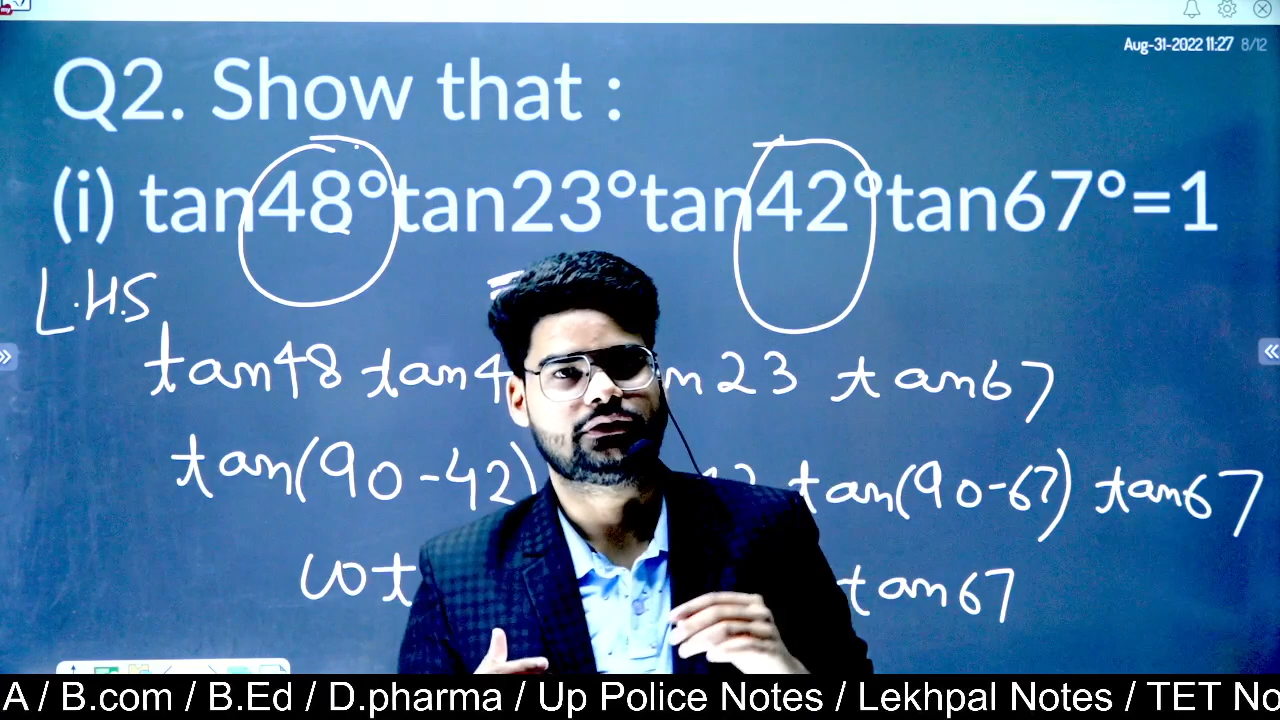 Aug-31-2022 11:27 8/12
Q2. Show that :
(i) tan48°tan23°tan42°tan67°=1
L.H.S
tan48 tan4 23 tan67
tan(90-42) tan(90-67) tan67
cot tan67
A / B.com / B.Ed / D.pharma / Up Police Notes / Lekhpal Notes / TET No